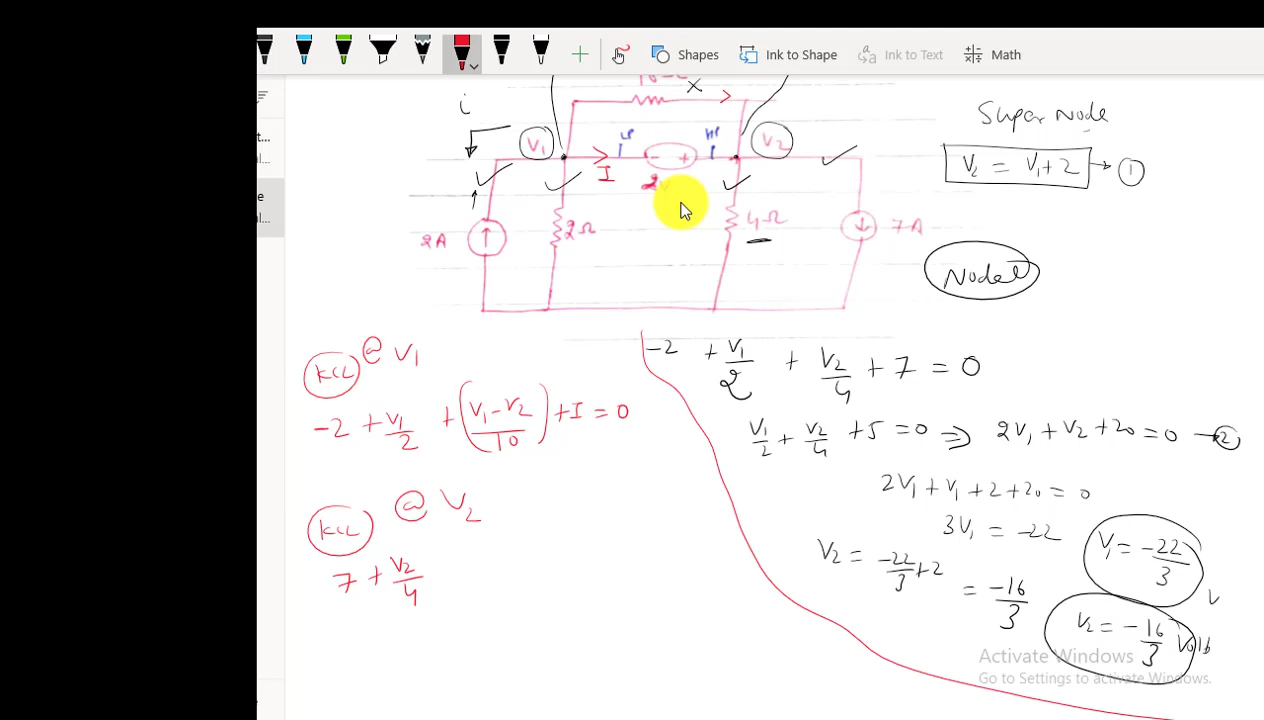 Shapes Ink to Shape Ink to Text Math
i
V₁
I
-
+
V₂
2A
2Ω
4Ω
7A
Super Node
V₂ = V₁+2 → ①
Nodal
KCL @ V₁
-2 + V₁/2 + (V₁-V₂/10) + I = 0
KCL @ V₂
7 + V₂/4
-2 + V₁/2 + V₂/4 + 7 = 0
V₁/2 + V₂/4 + 5 = 0 ⇒ 2V₁ + V₂ + 20 = 0 → ②
2V₁ + V₁ + 2 + 20 = 0
3V₁ = -22
V₁ = -22/3 V
V₂ = -22/3 + 2 = -16/3
V₂ = -16/3 Volts
Activate Windows
Go to Settings to activate Windows.